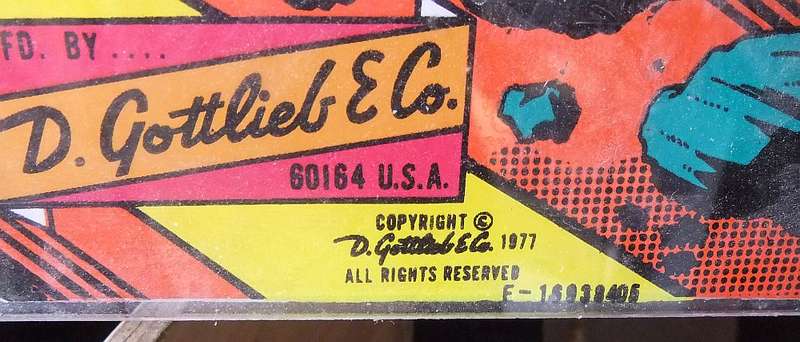 FD. BY ....
D. Gottlieb & Co.
60164 U.S.A.
COPYRIGHT ©
D. Gottlieb & Co. 1977
ALL RIGHTS RESERVED